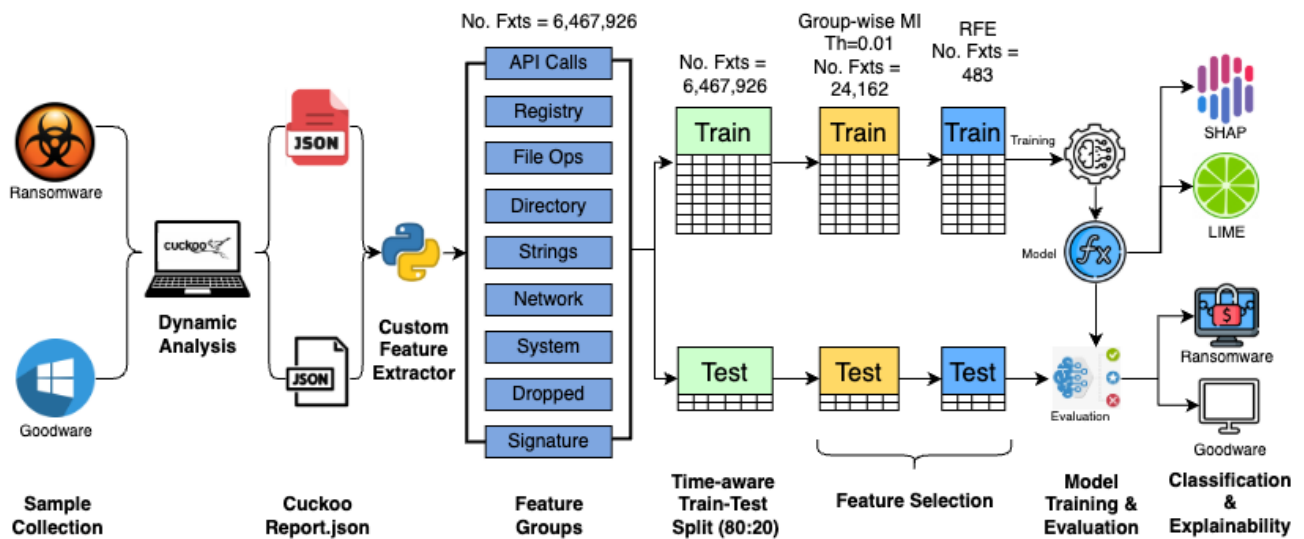 No. Fxts = 6,467,926
API Calls
Registry
File Ops
Directory
Strings
Network
System
Dropped
Signature
Ransomware
Goodware
cuckoo
Dynamic
Analysis
JSON
JSON
Custom
Feature
Extractor
No. Fxts =
6,467,926
Group-wise MI
Th=0.01
No. Fxts =
24,162
RFE
No. Fxts =
483
Train
Train
Train
Training
Test
Test
Test
Model
fx
Evaluation
SHAP
LIME
$
Ransomware
Goodware
Sample
Collection
Cuckoo
Report.json
Feature
Groups
Time-aware
Train-Test
Split (80:20)
Feature Selection
Model
Training &
Evaluation
Classification
&
Explainability